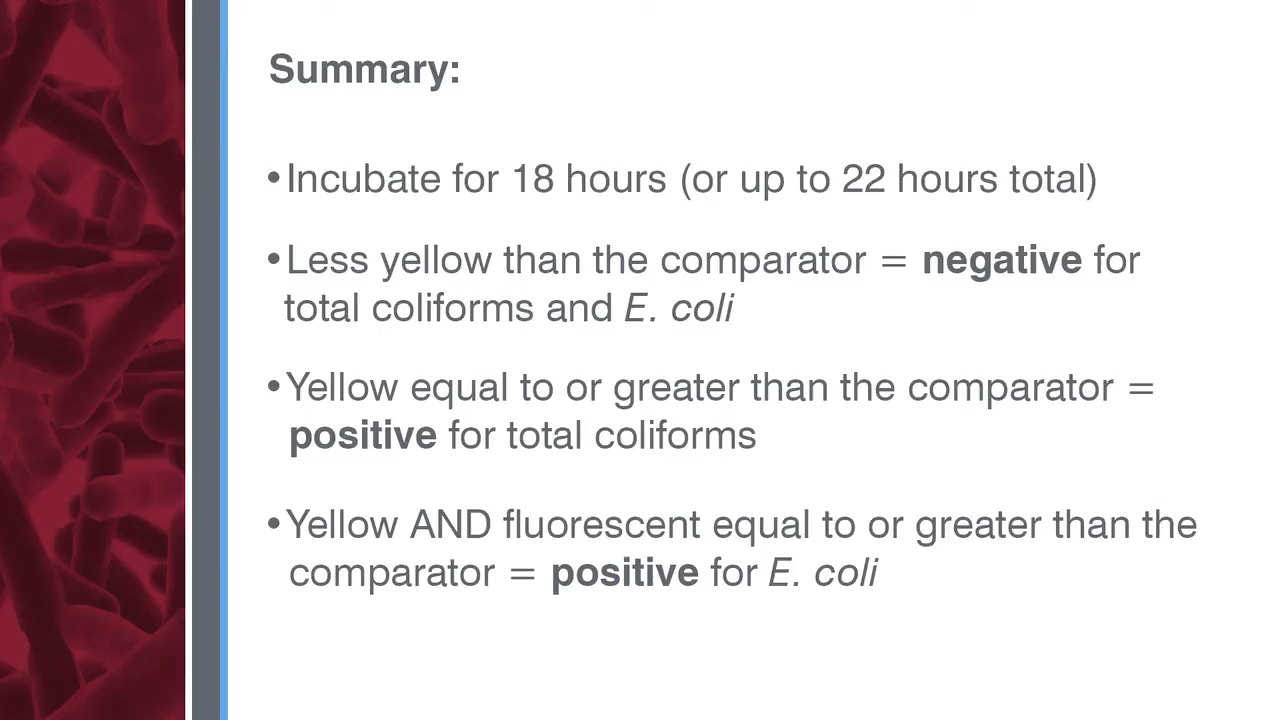 Summary:
•Incubate for 18 hours (or up to 22 hours total)
•Less yellow than the comparator = negative for
total coliforms and E. coli
•Yellow equal to or greater than the comparator =
positive for total coliforms
•Yellow AND fluorescent equal to or greater than the
comparator = positive for E. coli